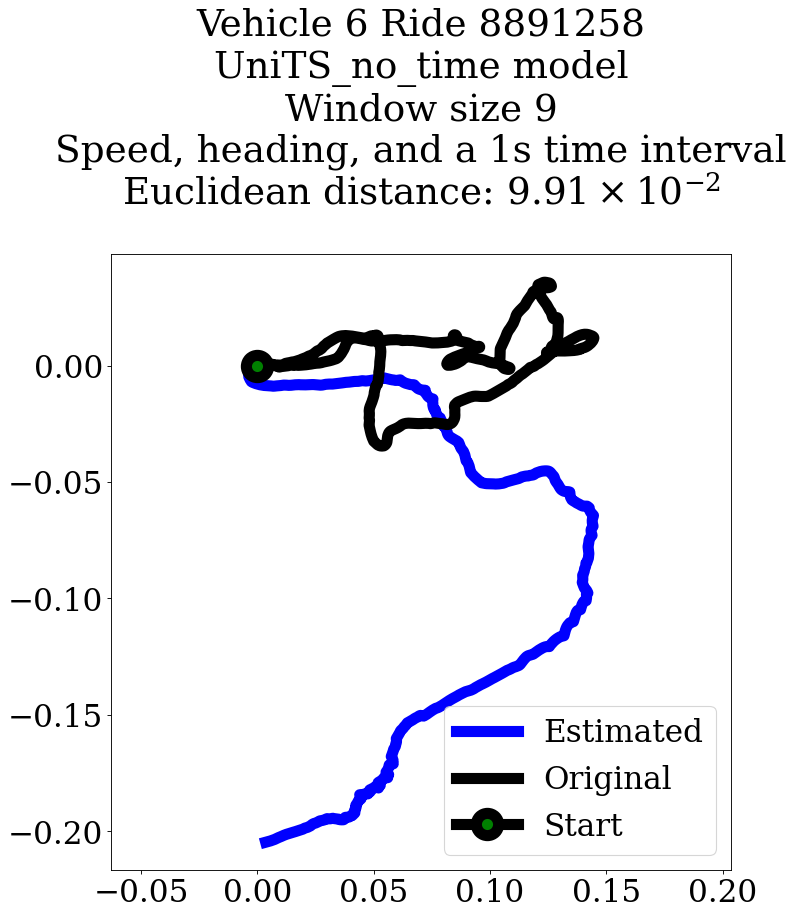 Vehicle 6 Ride 8891258
UniTS_no_time model
Window size 9
Speed, heading, and a 1s time interval
Euclidean distance: 9.91 × 10⁻²
0.00
−0.05
−0.10
−0.15
−0.20
Estimated
Original
Start
−0.05 0.00 0.05 0.10 0.15 0.20